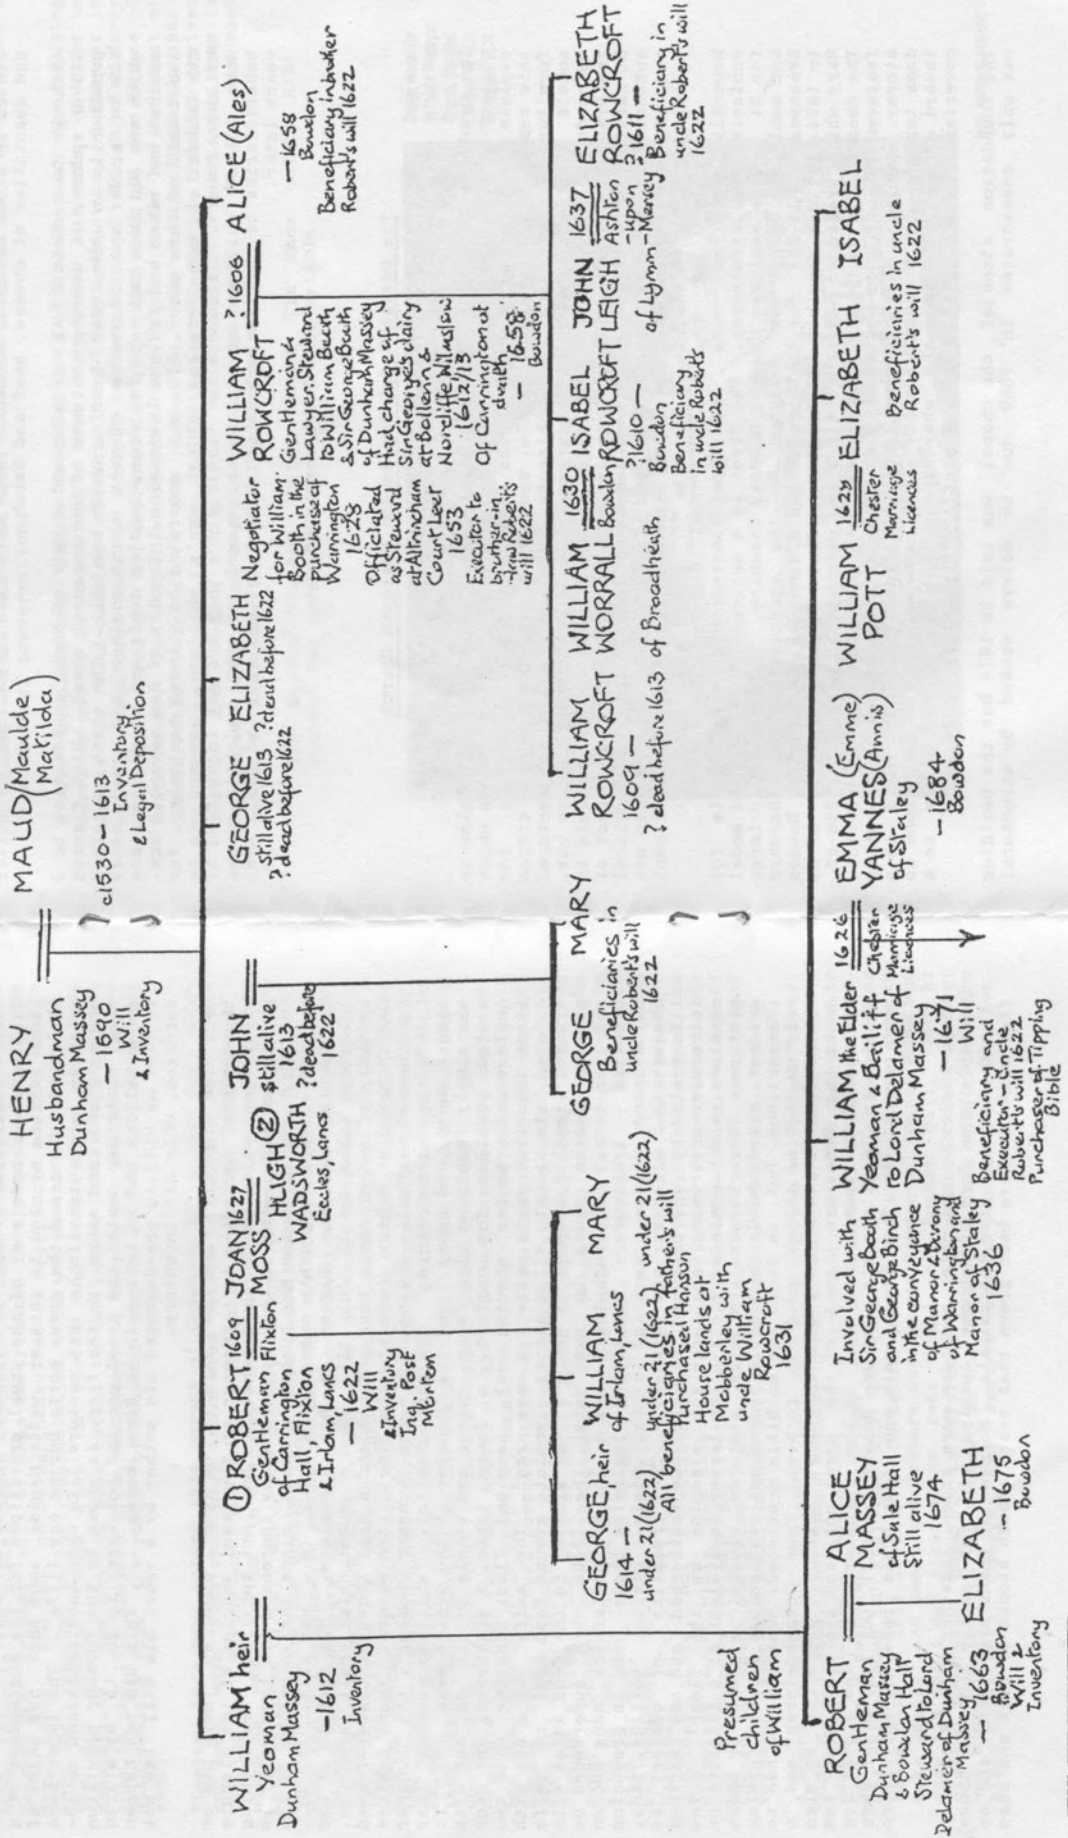 HENRY
Husbandman
Dunham Massey
- 1590
Will
& Inventory
MAUD (Maulde
Matilda)
c1530 - 1613
Inventory
& Legal Deposition
WILLIAM heir
Yeoman
Dunham Massey
- 1612
Inventory
① ROBERT
Gentleman
of Carrington
Hall, Flixton
& Irlam, Lancs
- 1622
Will
& Inventory
Inq. Post
Mortem
1609
Flixton
JOAN
MOSS
1627
HUGH ②
WADSWORTH
Eccles, Lancs
JOHN
still alive
1613
? dead before
1622
GEORGE
still alive 1613
? dead before 1622
ELIZABETH
? dead before 1622
WILLIAM
ROWCROFT
Gentleman &
Lawyer. Steward
to William Booth
& Sir George Booth
of Dunham Massey
Had charge of
Sir George's dairy
at Bollein &
Norcliffe Wilmslow
1612/13
Of Carrington at
death
- 1658
Bowdon
Negotiator
for William
Booth in the
purchase of
Warrington
1628
Officiated
as Steward
at Altrincham
Court Leet
1653
Executor to
brother-in
-law Robert's
will 1622
? 1606
ALICE (Ales)
- 1658
Bowdon
Beneficiary in brother
Robert's will 1622
GEORGE, heir
1614 -
under 21 (1622)
WILLIAM
of Irlam, Lancs
under 21 (1622)
MARY
under 21 (1622)
All beneficiaries in father's will
Purchased Hanson
House lands at
Mobberley with
uncle William
Rowcroft
1631
GEORGE MARY
Beneficiaries in
uncle Robert's will
1622
WILLIAM
ROWCROFT
1609 -
? dead before 1613
WILLIAM
WORRALL
of Broadheath
1630
Bowdon
ISABEL
ROWCROFT
? 1610 -
Bowdon
Beneficiary
in uncle Roberts
will 1622
JOHN
LEIGH
of Lymm
1637
Ashton
-upon
-Mersey
ELIZABETH
ROWCROFT
? 1611 -
Beneficiary in
uncle Robert's will
1622
Presumed
children
of William
ROBERT
Gentleman
Dunham Massey
& Bowdon Hall
Steward to Lord
Delamer of Dunham
Massey
- 1663
Bowdon
Will &
Inventory
ALICE
MASSEY
of Sale Hall
Still alive
1674
ELIZABETH
- 1675
Bowdon
Involved with
Sir George Booth
and George Birch
in the conveyance
of Manor & Barony
of Warrington and
Manor of Staley
1636
WILLIAM the Elder
Yeoman & Bailiff
to Lord Delamer of
Dunham Massey
- 1671
Will
Beneficiary and
Executor - Uncle
Robert's will 1622
Purchaser of Tipping
Bible
1626
Chester
Marriage
Licences
EMMA (Emme)
YANNES (Annis)
of Staley
- 1684
Bowdon
WILLIAM
POTT
Chester
Marriage
Licences
ELIZABETH ISABEL
Beneficiaries in uncle
Robert's will 1622